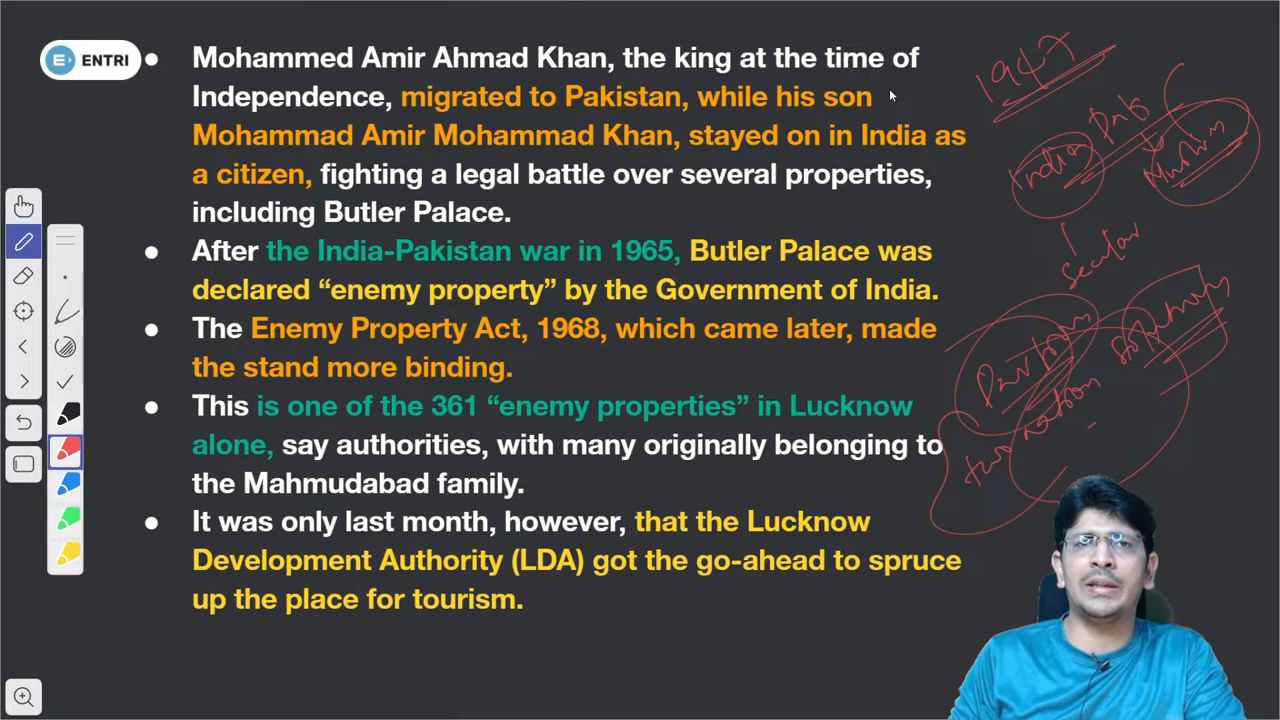 ENTRI
Mohammed Amir Ahmad Khan, the king at the time of
Independence, migrated to Pakistan, while his son
Mohammad Amir Mohammad Khan, stayed on in India as
a citizen, fighting a legal battle over several properties,
including Butler Palace.
After the India-Pakistan war in 1965, Butler Palace was
declared “enemy property” by the Government of India.
The Enemy Property Act, 1968, which came later, made
the stand more binding.
This is one of the 361 “enemy properties” in Lucknow
alone, say authorities, with many originally belonging to
the Mahmudabad family.
It was only last month, however, that the Lucknow
Development Authority (LDA) got the go-ahead to spruce
up the place for tourism.
1947
India
Muslim
secular
Partition
two nation